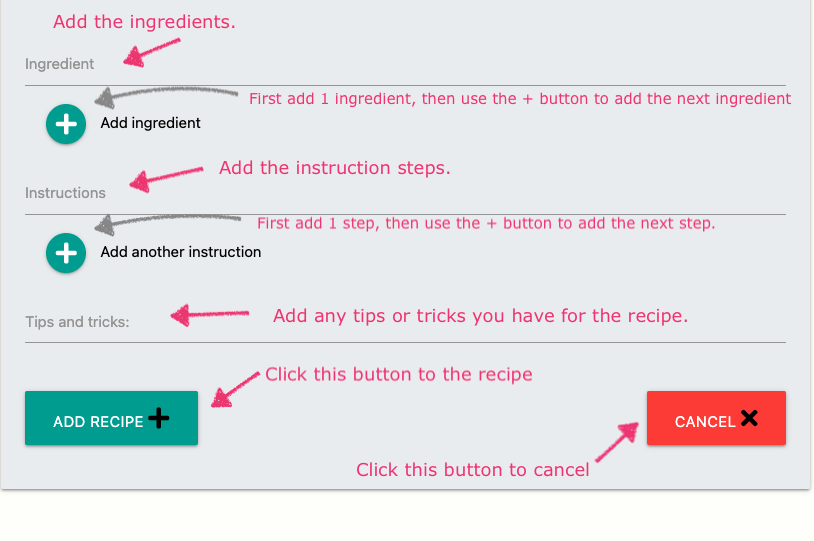 Add the ingredients.
Ingredient
First add 1 ingredient, then use the + button to add the next ingredient
Add ingredient
Add the instruction steps.
Instructions
First add 1 step, then use the + button to add the next step.
Add another instruction
Add any tips or tricks you have for the recipe.
Tips and tricks:
Click this button to the recipe
ADD RECIPE
CANCEL
Click this button to cancel